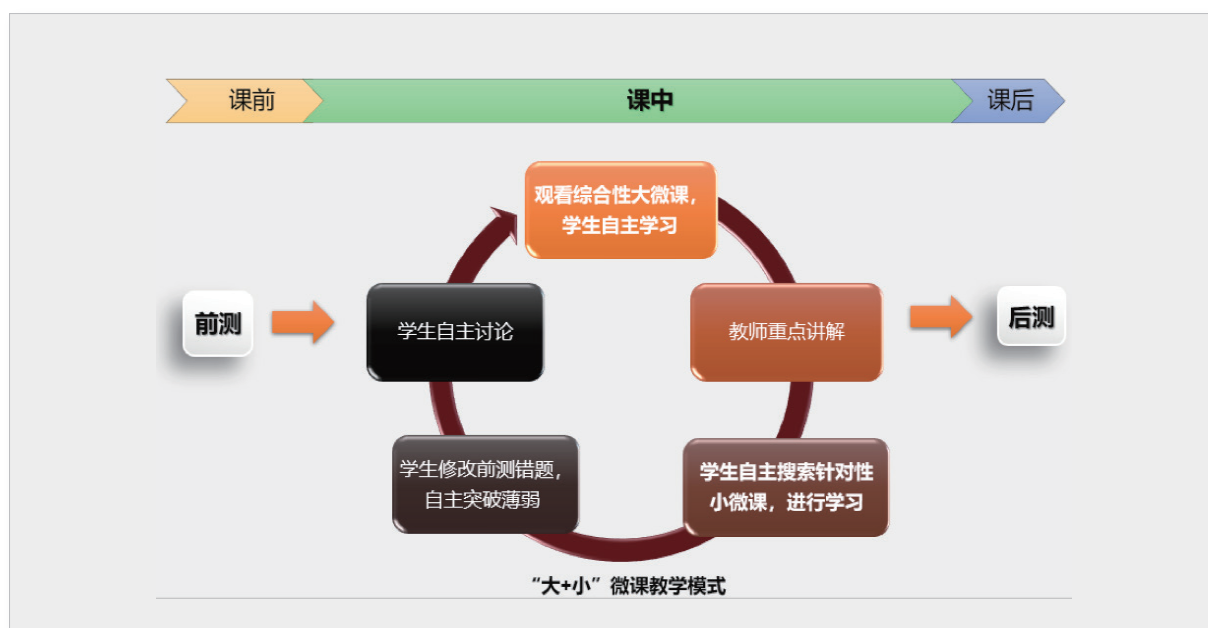 课前
课中
课后
观看综合性大微课，
学生自主学习
前测
学生自主讨论
教师重点讲解
后测
学生修改前测错题，
自主突破薄弱
学生自主搜索针对性
小微课，进行学习
“大+小”微课教学模式